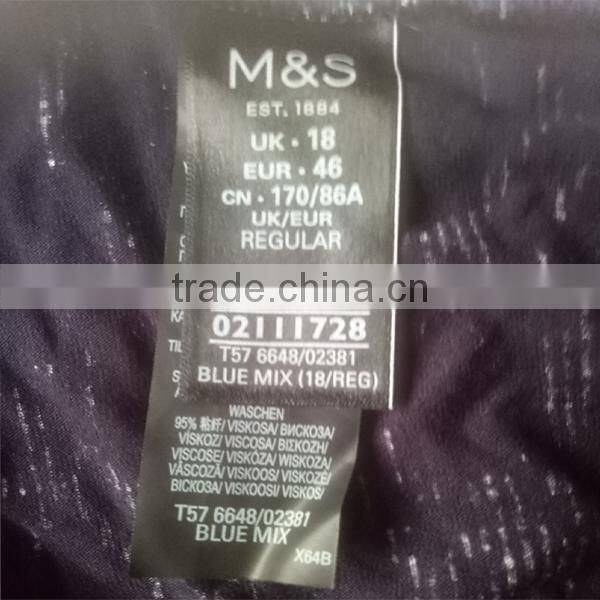 M&S
EST. 1884
UK · 18
EUR · 46
CN · 170/86A
UK/EUR
REGULAR
trade.china.cn
02111728
T57 6648/02381
BLUE MIX (18/REG)
WASCHEN
95% 粘纤/ VISKOSA/ ВИСКОЗА/
VISKOZ/ VISCOSA/ ΒΙΣΚΟΖΗ/
VISCOSE/ VISKÓZA/ WISKOZA/
VÂSCOZĂ/ VISKOOS/ VISKOZĖ/
ВІСКОЗА/ VISKOOSI/ VISKOS/
T57 6648/02381
BLUE MIX
X64B